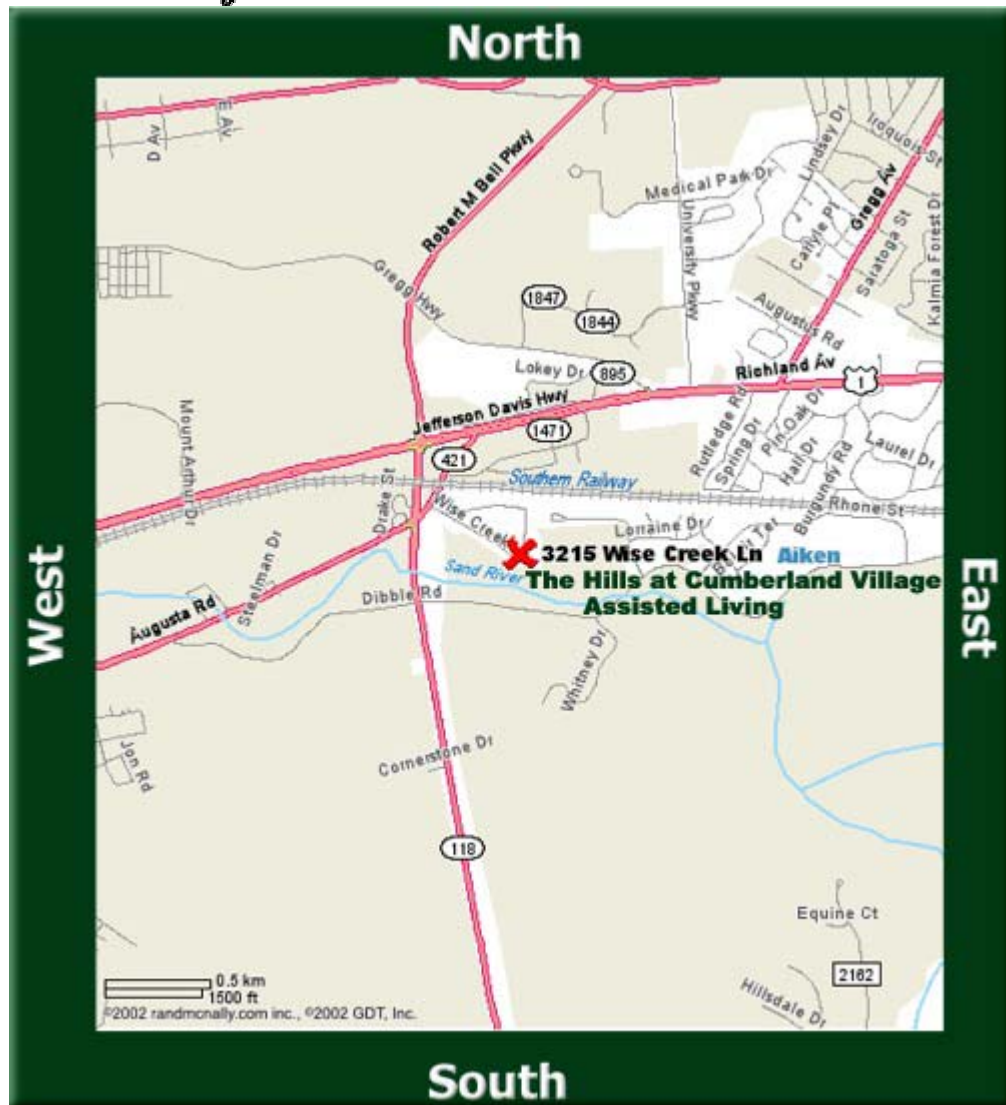 North
E Av
D Av
Robert M Bell Pkwy
Gregg Hwy
Medical Park Dr
University Pkwy
Lindsey Dr
Iroquois St
Gregg Av
Carlyle Pl
Saratoga St
Kalmia Forest Dr
1847
1844
Augustus Rd
Lokey Dr
895
Richland Av
1
Jefferson Davis Hwy
1471
421
Mount Arthur Dr
Rutledge Rd
Spring Dr
Pin Oak Dr
Hall Dr
Burgundy Rd
Laurel Dr
Southern Railway
Rhone St
Drake St
Wise Creek
Lorraine Dr
Ter
3215 Wise Creek Ln Aiken
Sand River
The Hills at Cumberland Village
Assisted Living
Steelman Dr
Dibble Rd
Augusta Rd
West
East
Whitney Dr
Jon Rd
Cornerstone Dr
118
Equine Ct
2162
Hillsdale Dr
0.5 km
1500 ft
©2002 randmcnally.com inc., ©2002 GDT, Inc.
South